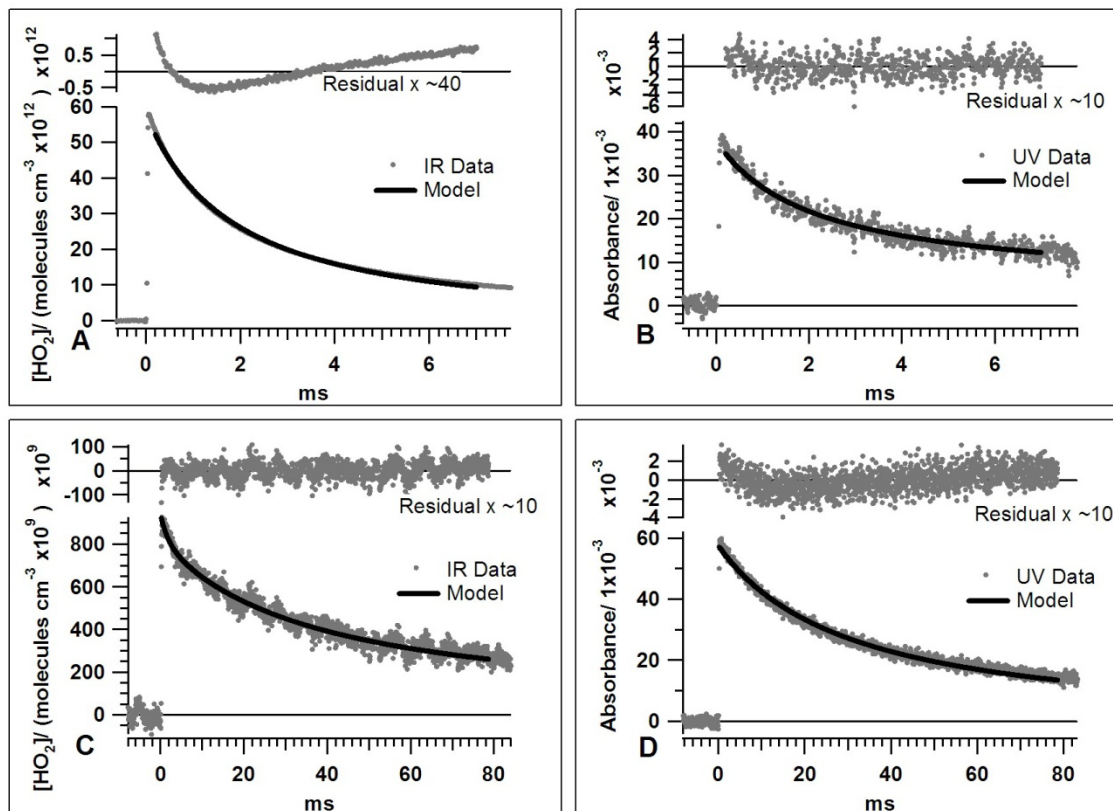 [HO2]/ (molecules cm-3 x10^12 ) x10^12
0.5
-0.5
Residual x ~40
60
50
40
30
20
10
0
IR Data
Model
A
0 2 4 6
ms
x10^-3
4
2
0
-2
-4
-6
Residual x ~10
Absorbance/ 1x10^-3
40
30
20
10
0
UV Data
Model
B
0 2 4 6
ms
[HO2]/ (molecules cm-3 x10^9 ) x10^9
100
0
-100
Residual x ~10
800
600
400
200
0
IR Data
Model
C
0 20 40 60 80
ms
x10^-3
2
0
-2
-4
Residual x ~10
Absorbance/ 1x10^-3
60
40
20
0
UV Data
Model
D
0 20 40 60 80
ms